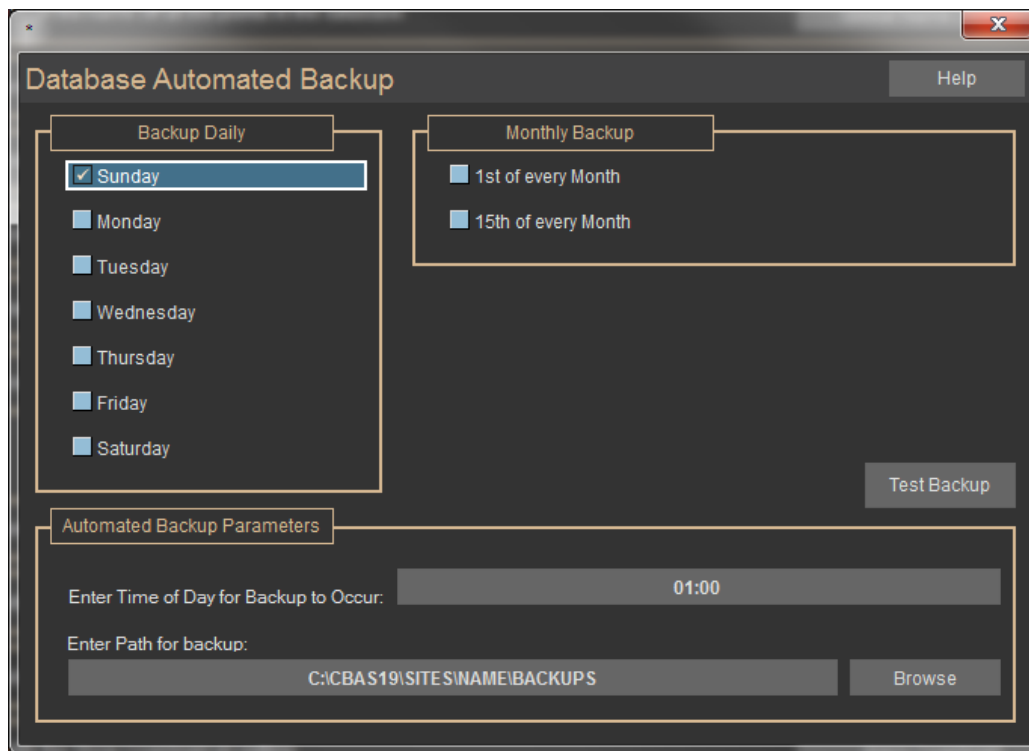 *
Database Automated Backup
Help
Backup Daily
Sunday
Monday
Tuesday
Wednesday
Thursday
Friday
Saturday
Monthly Backup
1st of every Month
15th of every Month
Test Backup
Automated Backup Parameters
Enter Time of Day for Backup to Occur:
01:00
Enter Path for backup:
C:\CBAS19\SITES\NAME\BACKUPS
Browse